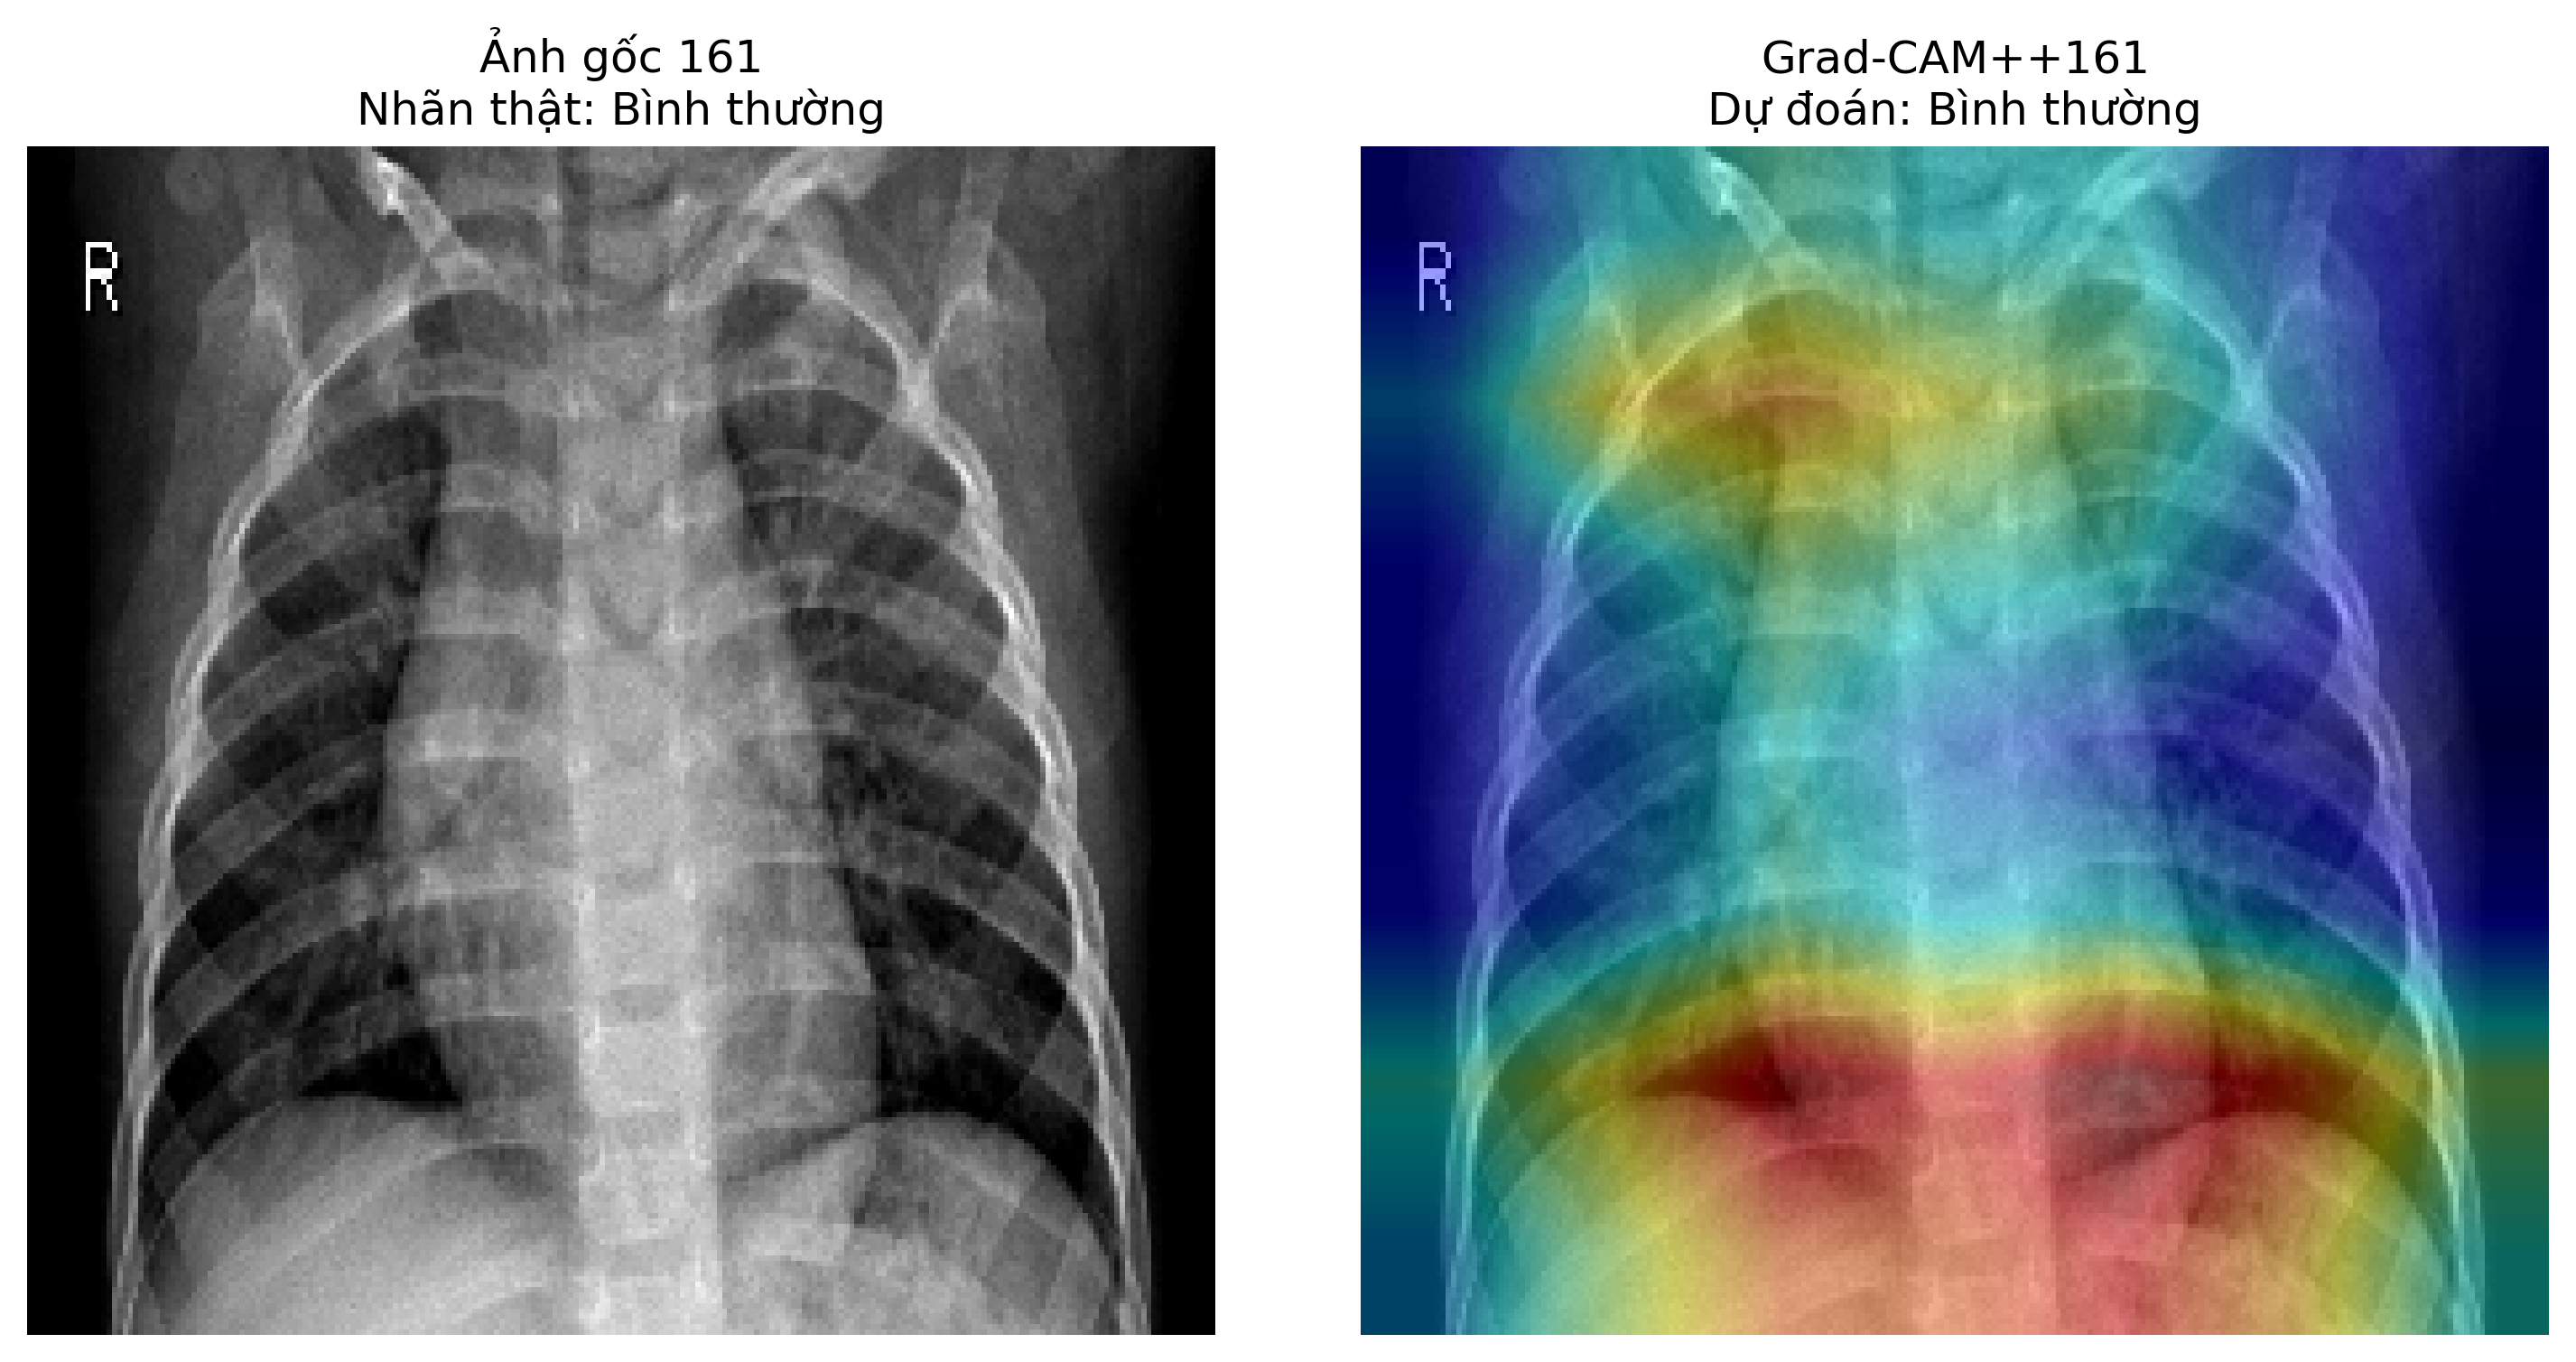 Ảnh gốc 161
Nhãn thật: Bình thường
Grad-CAM++161
Dự đoán: Bình thường
R
R